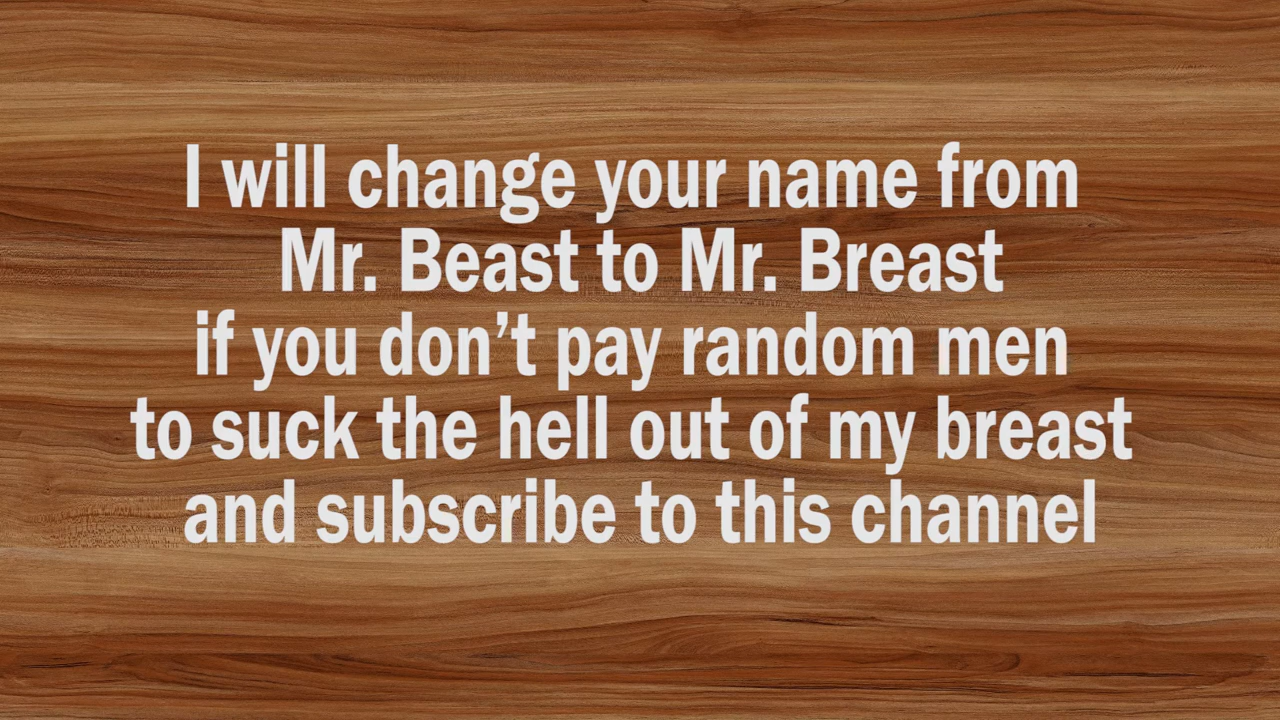 I will change your name from
Mr. Beast to Mr. Breast
if you don’t pay random men
to suck the hell out of my breast
and subscribe to this channel